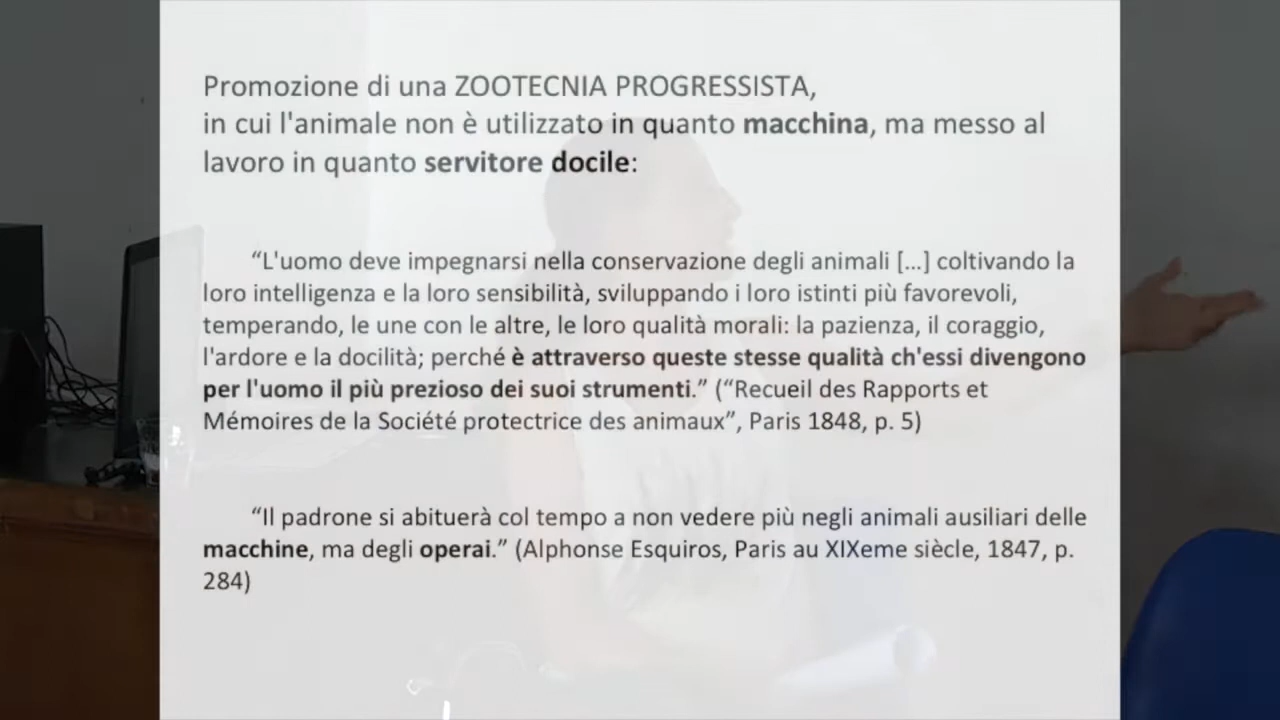 Promozione di una ZOOTECNIA PROGRESSISTA,
in cui l'animale non è utilizzato in quanto macchina, ma messo al
lavoro in quanto servitore docile:
“L'uomo deve impegnarsi nella conservazione degli animali [...] coltivando la
loro intelligenza e la loro sensibilità, sviluppando i loro istinti più favorevoli,
temperando, le une con le altre, le loro qualità morali: la pazienza, il coraggio,
l'ardore e la docilità; perché è attraverso queste stesse qualità ch'essi divengono
per l'uomo il più prezioso dei suoi strumenti.” (“Recueil des Rapports et
Mémoires de la Société protectrice des animaux”, Paris 1848, p. 5)
“Il padrone si abituerà col tempo a non vedere più negli animali ausiliari delle
macchine, ma degli operai.” (Alphonse Esquiros, Paris au XIXeme siècle, 1847, p.
284)